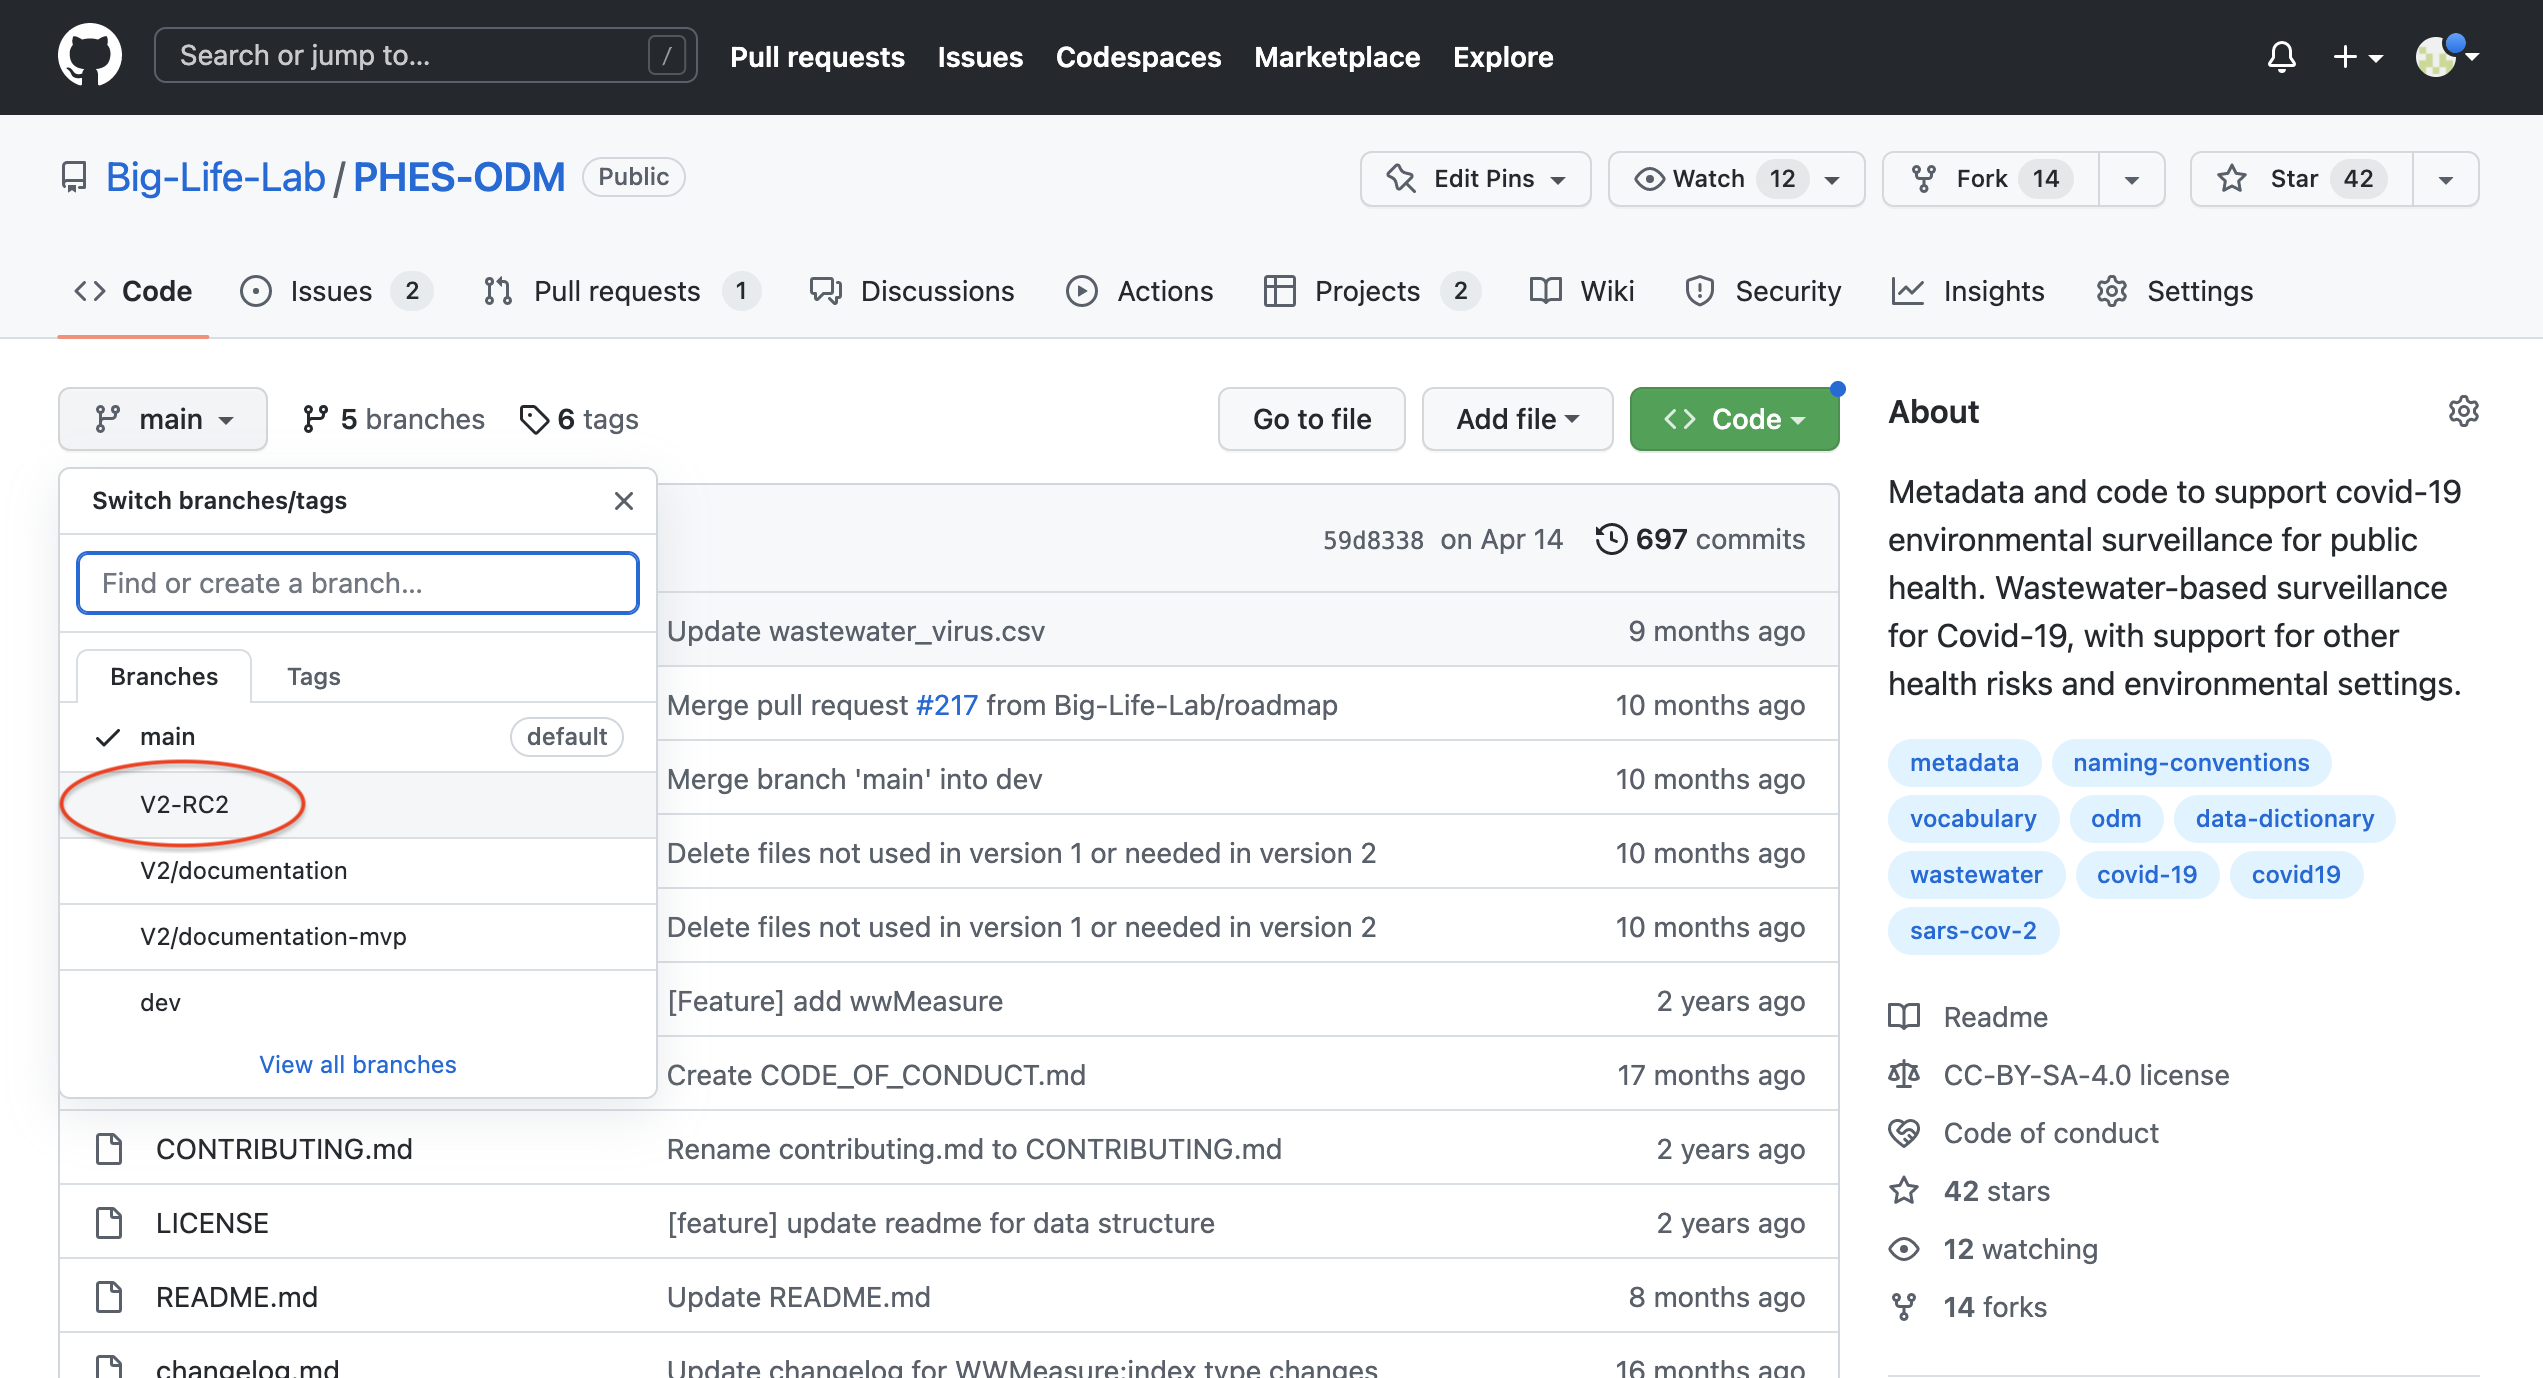 Search or jump to... /
Pull requests Issues Codespaces Marketplace Explore
Big-Life-Lab / PHES-ODM Public
Edit Pins Watch 12 Fork 14 Star 42
Code Issues 2 Pull requests 1 Discussions Actions Projects 2 Wiki Security Insights Settings
main 5 branches 6 tags
Go to file Add file Code
Switch branches/tags
Find or create a branch...
Branches Tags
main default
V2-RC2
V2/documentation
V2/documentation-mvp
dev
View all branches
59d8338 on Apr 14 697 commits
Update wastewater_virus.csv 9 months ago
Merge pull request #217 from Big-Life-Lab/roadmap 10 months ago
Merge branch 'main' into dev 10 months ago
Delete files not used in version 1 or needed in version 2 10 months ago
Delete files not used in version 1 or needed in version 2 10 months ago
[Feature] add wwMeasure 2 years ago
Create CODE_OF_CONDUCT.md 17 months ago
CONTRIBUTING.md Rename contributing.md to CONTRIBUTING.md 2 years ago
LICENSE [feature] update readme for data structure 2 years ago
README.md Update README.md 8 months ago
changelog.md Update changelog for WWMeasure:index type changes 16 months ago
About
Metadata and code to support covid-19
environmental surveillance for public
health. Wastewater-based surveillance
for Covid-19, with support for other
health risks and environmental settings.
metadata naming-conventions
vocabulary odm data-dictionary
wastewater covid-19 covid19
sars-cov-2
Readme
CC-BY-SA-4.0 license
Code of conduct
42 stars
12 watching
14 forks